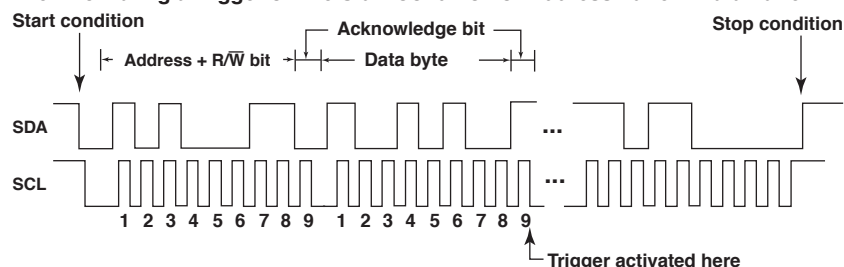 Start condition
Stop condition
Acknowledge bit
Address + R/W̅ bit
Data byte
SDA
...
SCL
...
1 2 3 4 5 6 7 8 9 1 2 3 4 5 6 7 8 9
Trigger activated here